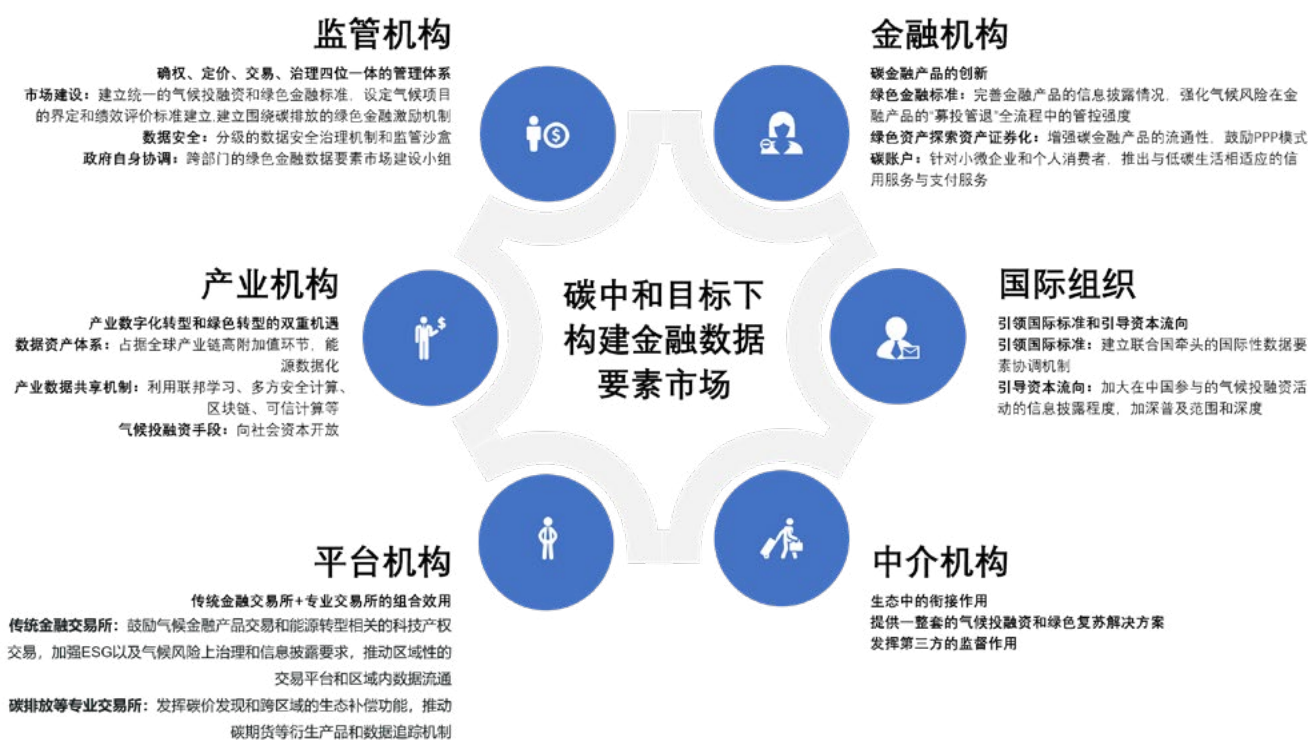 监管机构
确权、定价、交易、治理四位一体的管理体系
市场建设：建立统一的气候投融资和绿色金融标准，设定气候项目
的界定和绩效评价标准建立,建立围绕碳排放的绿色金融激励机制
数据安全：分级的数据安全治理机制和监管沙盒
政府自身协调：跨部门的绿色金融数据要素市场建设小组
金融机构
碳金融产品的创新
绿色金融标准：完善金融产品的信息披露情况，强化气候风险在金
融产品的“募投管退”全流程中的管控强度
绿色资产探索资产证券化：增强碳金融产品的流通性，鼓励PPP模式
碳账户：针对小微企业和个人消费者，推出与低碳生活相适应的信
用服务与支付服务
产业机构
产业数字化转型和绿色转型的双重机遇
数据资产体系：占据全球产业链高附加值环节，能
源数据化
产业数据共享机制：利用联邦学习、多方安全计算、
区块链、可信计算等
气候投融资手段：向社会资本开放
碳中和目标下
构建金融数据
要素市场
国际组织
引领国际标准和引导资本流向
引领国际标准：建立联合国牵头的国际性数据要
素协调机制
引导资本流向：加大在中国参与的气候投融资活
动的信息披露程度，加深普及范围和深度
平台机构
传统金融交易所+专业交易所的组合效用
传统金融交易所：鼓励气候金融产品交易和能源转型相关的科技产权
交易，加强ESG以及气候风险上治理和信息披露要求，推动区域性的
交易平台和区域内数据流通
碳排放等专业交易所：发挥碳价发现和跨区域的生态补偿功能，推动
碳期货等衍生产品和数据追踪机制
中介机构
生态中的衔接作用
提供一整套的气候投融资和绿色复苏解决方案
发挥第三方的监督作用